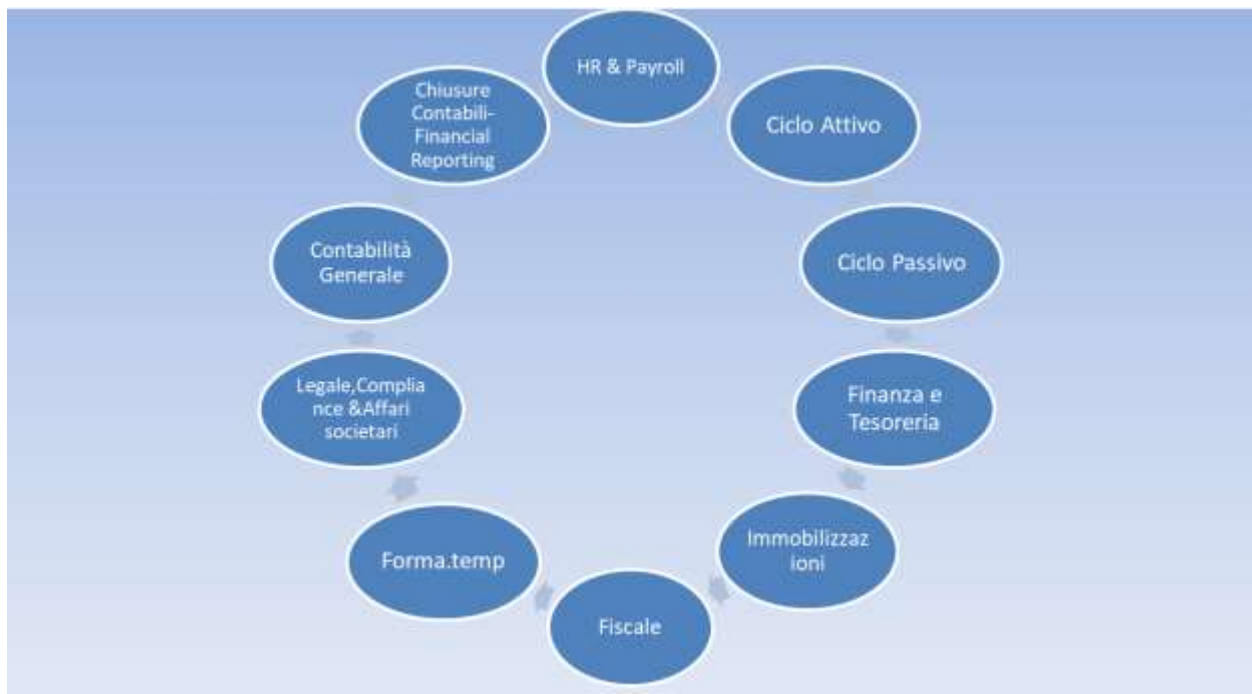 HR & Payroll
Ciclo Attivo
Ciclo Passivo
Finanza e
Tesoreria
Immobilizzaz
ioni
Fiscale
Forma.temp
Legale,Complia
nce &Affari
societari
Contabilità
Generale
Chiusure
Contabili-
Financial
Reporting